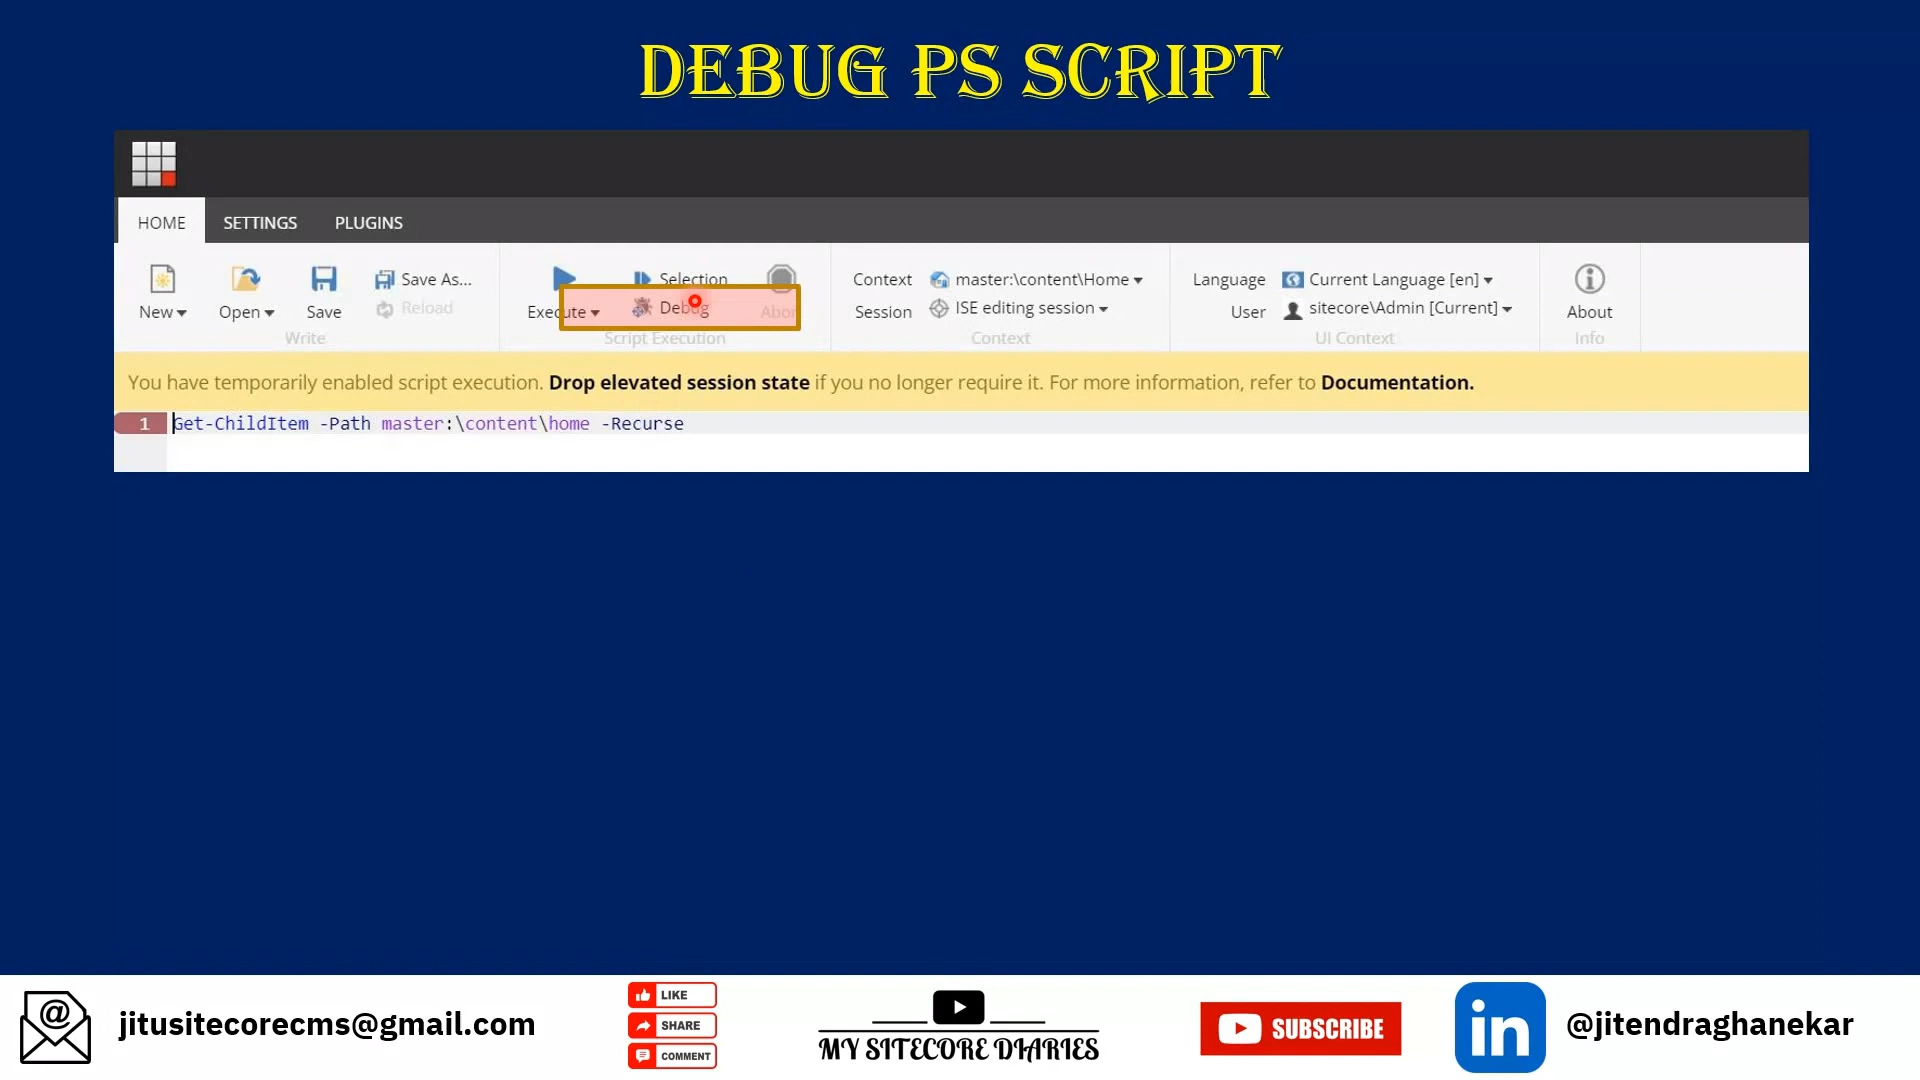 DEBUG PS SCRIPT
HOME SETTINGS PLUGINS
New Open Save Save As... Reload
Write
Execute Selection Debug Abort
Script Execution
Context master:\content\Home
Session ISE editing session
Context
Language Current Language [en]
User sitecore\Admin [Current]
UI Context
About
Info
You have temporarily enabled script execution. Drop elevated session state if you no longer require it. For more information, refer to Documentation.
1 Get-ChildItem -Path master:\content\home -Recurse
@ jitusitecorecms@gmail.com
LIKE
SHARE
COMMENT
MY SITECORE DIARIES
SUBSCRIBE
in @jitendraghanekar